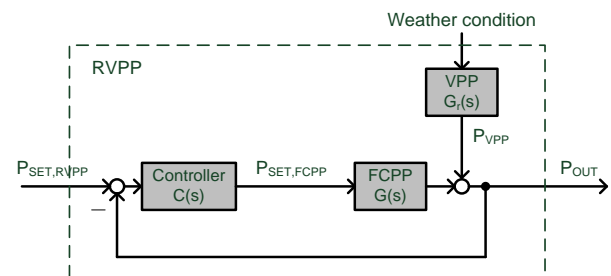 Weather condition
RVPP
VPP
Gr(s)
PVPP
PSET,RVPP
Controller
C(s)
PSET,FCPP
FCPP
G(s)
POUT
–